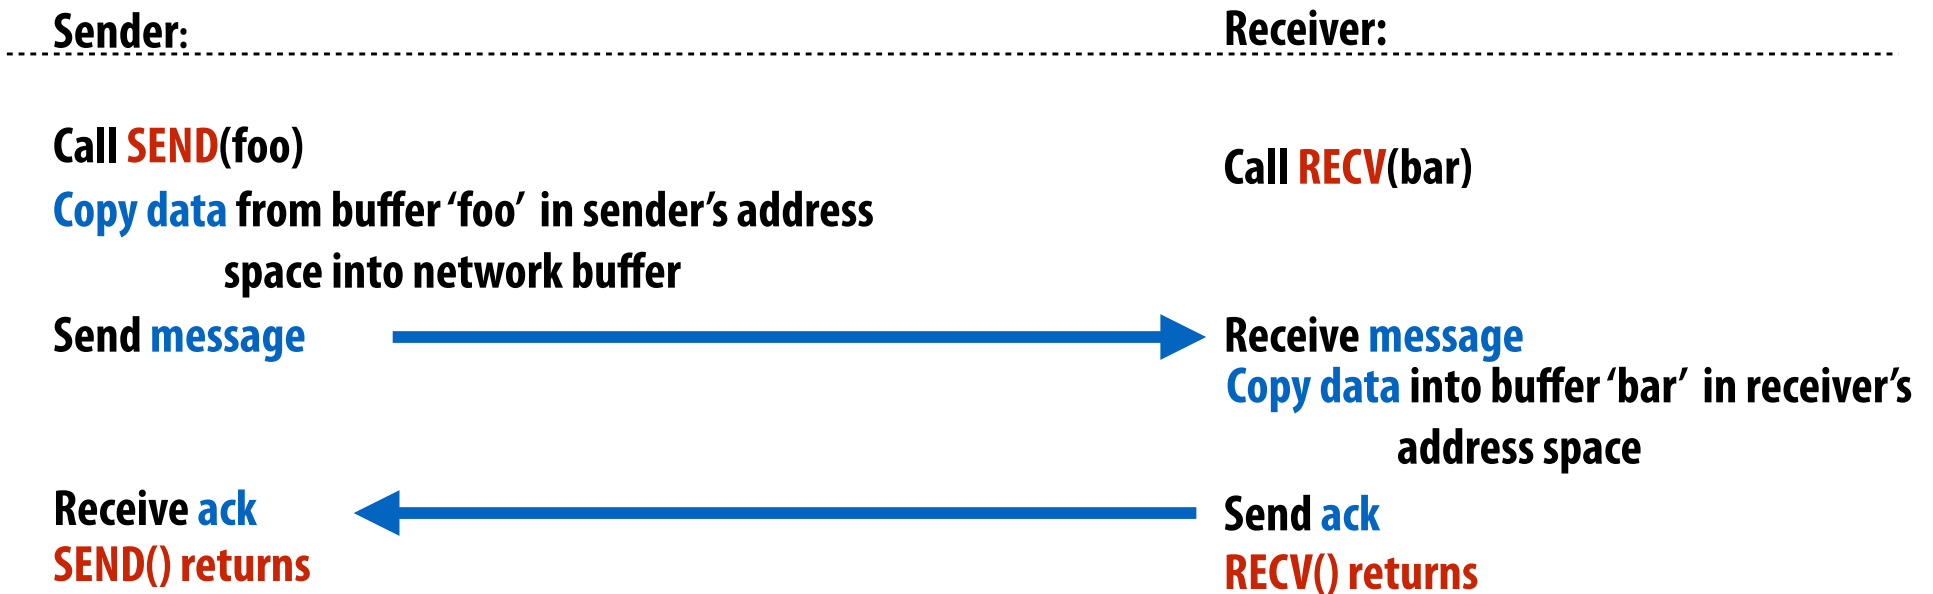 Sender:
Receiver:
Call SEND(foo)
Copy data from buffer ‘foo’ in sender’s address
space into network buffer
Send message
Receive ack
SEND() returns
Call RECV(bar)
Receive message
Copy data into buffer ‘bar’ in receiver’s
address space
Send ack
RECV() returns